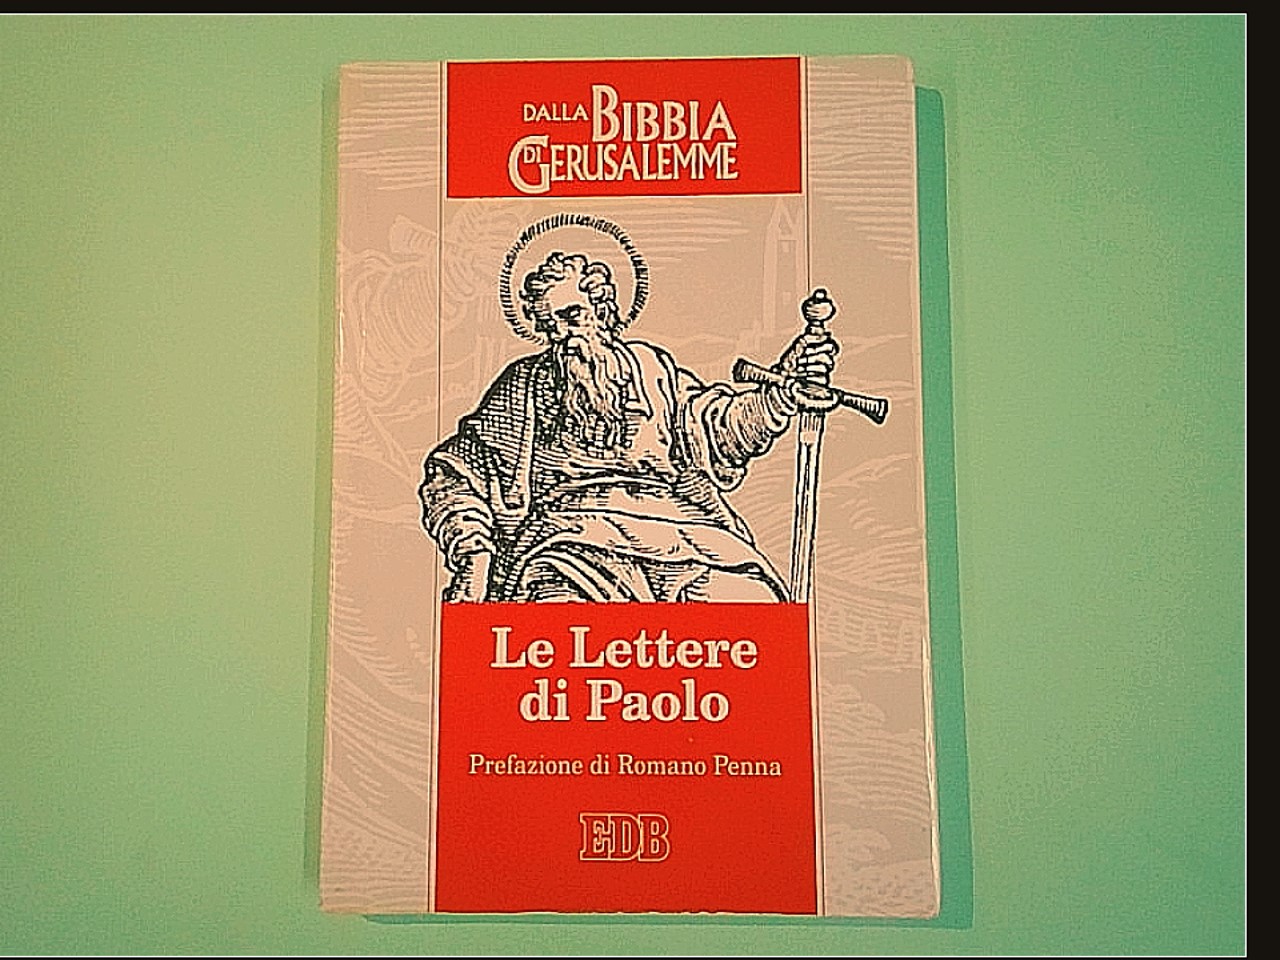 DALLA BIBBIA
DI GERUSALEMME
Le Lettere
di Paolo
Prefazione di Romano Penna
EDB